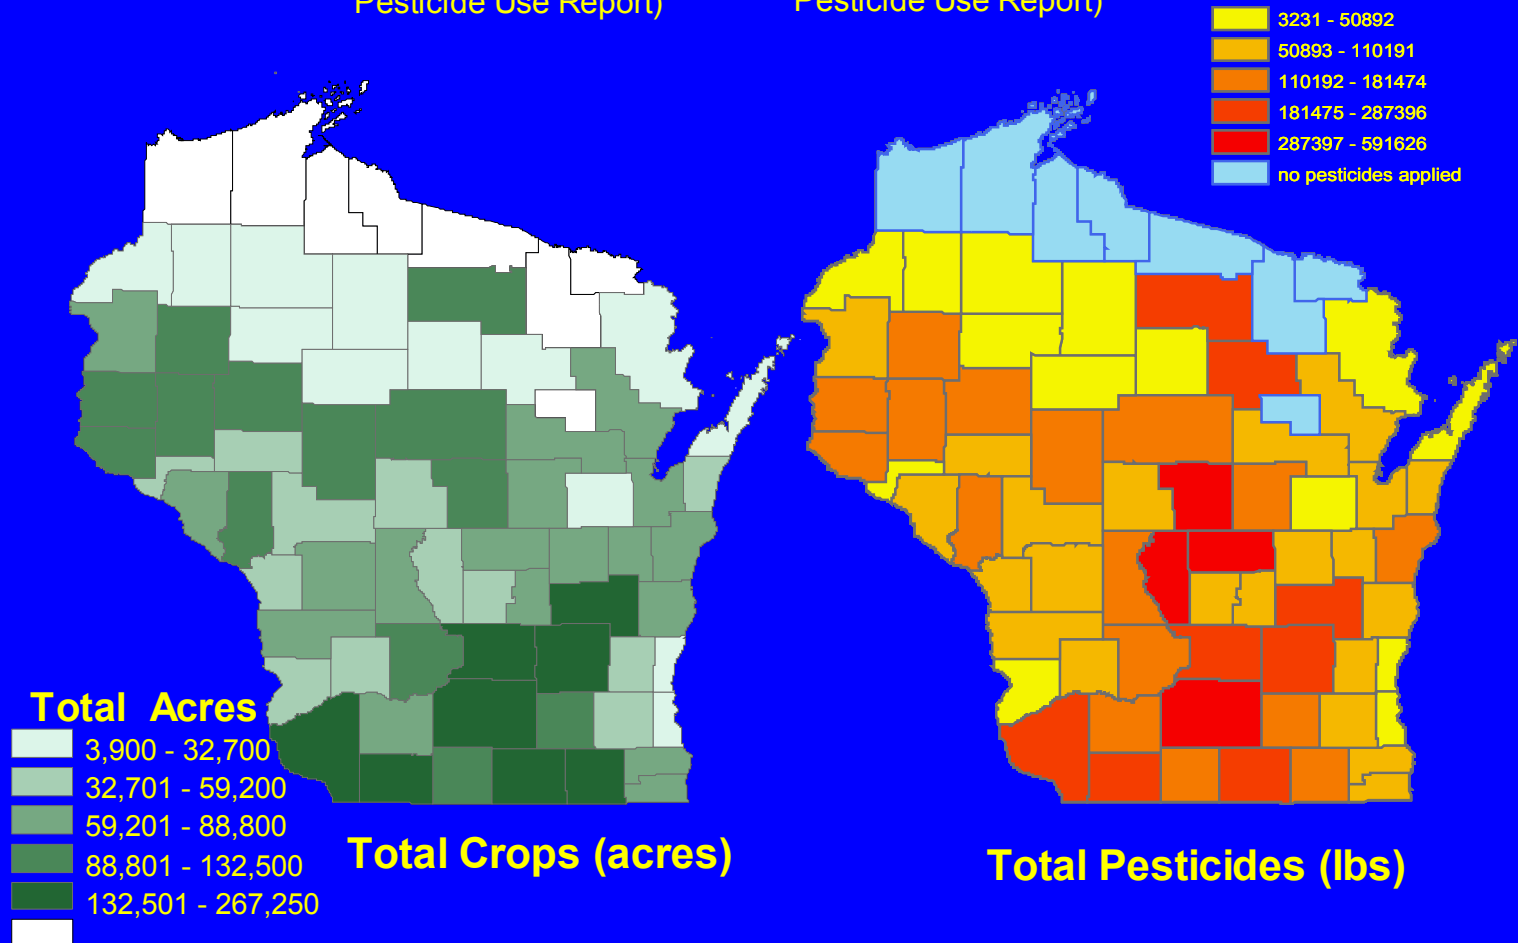 Pesticide Use Report)
Pesticide Use Report)
3231 - 50892
50893 - 110191
110192 - 181474
181475 - 287396
287397 - 591626
no pesticides applied
Total Acres
3,900 - 32,700
32,701 - 59,200
59,201 - 88,800
88,801 - 132,500
132,501 - 267,250
Total Crops (acres)
Total Pesticides (lbs)